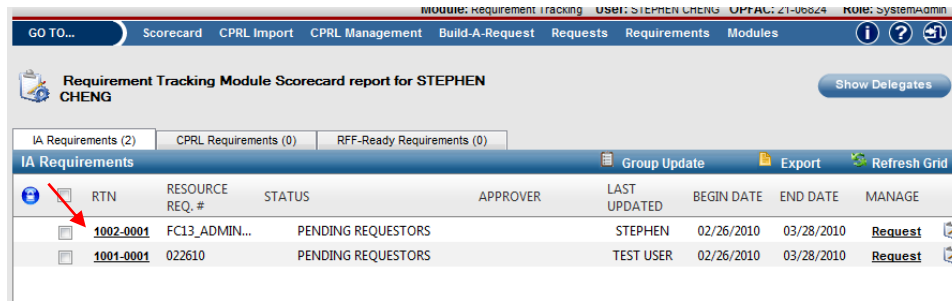 Module: Requirement Tracking User: STEPHEN CHENG OPFAC: 21-06824 Role: SystemAdmin
GO TO... Scorecard CPRL Import CPRL Management Build-A-Request Requests Requirements Modules
Requirement Tracking Module Scorecard report for STEPHEN
CHENG
Show Delegates
IA Requirements (2) CPRL Requirements (0) RFF-Ready Requirements (0)
IA Requirements Group Update Export Refresh Grid
RTN RESOURCE REQ. # STATUS APPROVER LAST UPDATED BEGIN DATE END DATE MANAGE
1002-0001 FC13_ADMIN... PENDING REQUESTORS STEPHEN 02/26/2010 03/28/2010 Request
1001-0001 022610 PENDING REQUESTORS TEST USER 02/26/2010 03/28/2010 Request